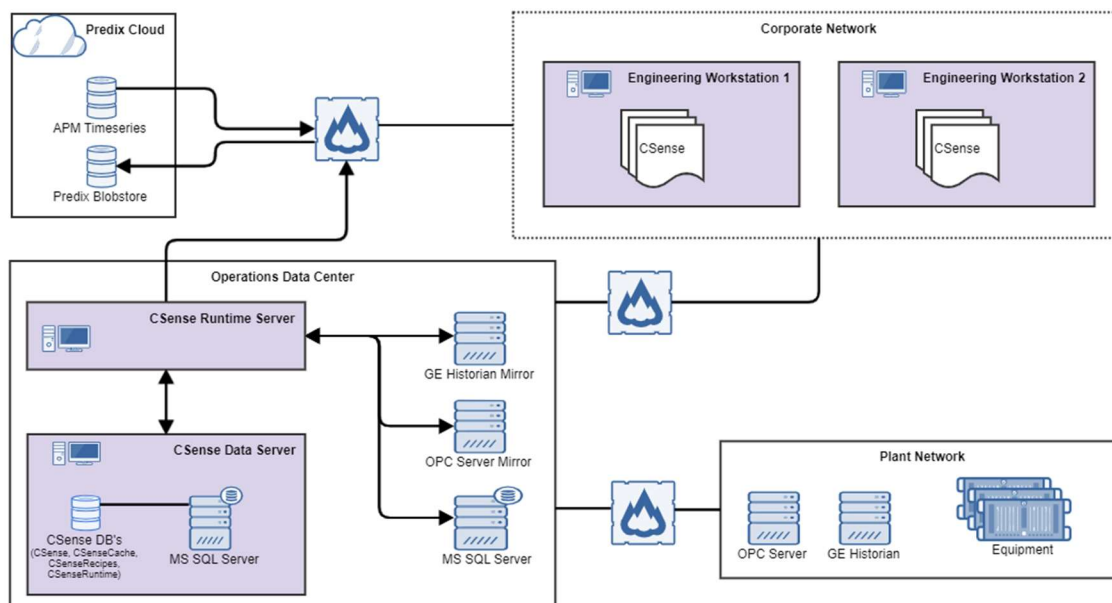 Predix Cloud
APM Timeseries
Predix Blobstore
Corporate Network
Engineering Workstation 1
CSense
Engineering Workstation 2
CSense
Operations Data Center
CSense Runtime Server
GE Historian Mirror
OPC Server Mirror
MS SQL Server
CSense Data Server
CSense DB's
(CSense, CSenseCache,
CSenseRecipes,
CSenseRuntime)
MS SQL Server
Plant Network
OPC Server
GE Historian
Equipment